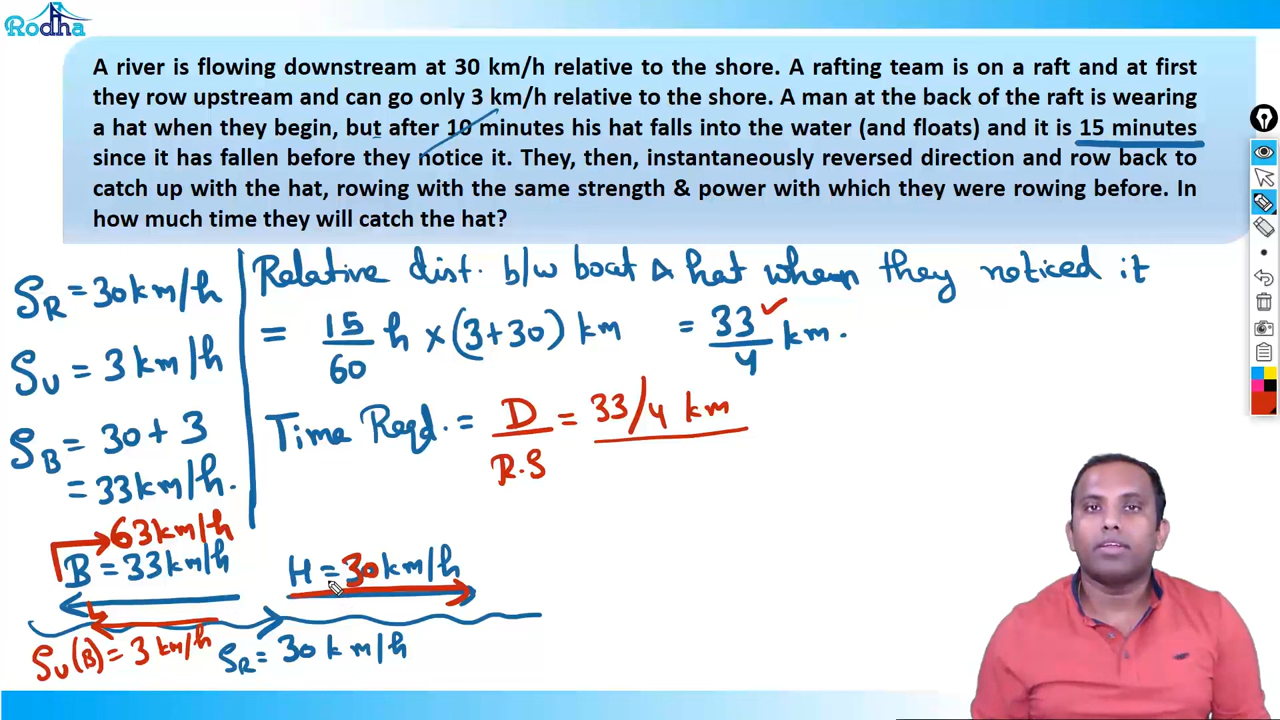 Rodha
A river is flowing downstream at 30 km/h relative to the shore. A rafting team is on a raft and at first
they row upstream and can go only 3 km/h relative to the shore. A man at the back of the raft is wearing
a hat when they begin, but after 10 minutes his hat falls into the water (and floats) and it is 15 minutes
since it has fallen before they notice it. They, then, instantaneously reversed direction and row back to
catch up with the hat, rowing with the same strength & power with which they were rowing before. In
how much time they will catch the hat?
S_R = 30 km/h
S_U = 3 km/h
S_B = 30 + 3
= 33 km/h.
Relative dist. b/w boat & hat when they noticed it
= 15/60 h × (3+30) km = 33/4 km.
Time Reqd. = D/R.S = 33/4 km
63 km/h
B = 33 km/h
H = 30 km/h
S_U(B) = 3 km/h
S_R = 30 km/h